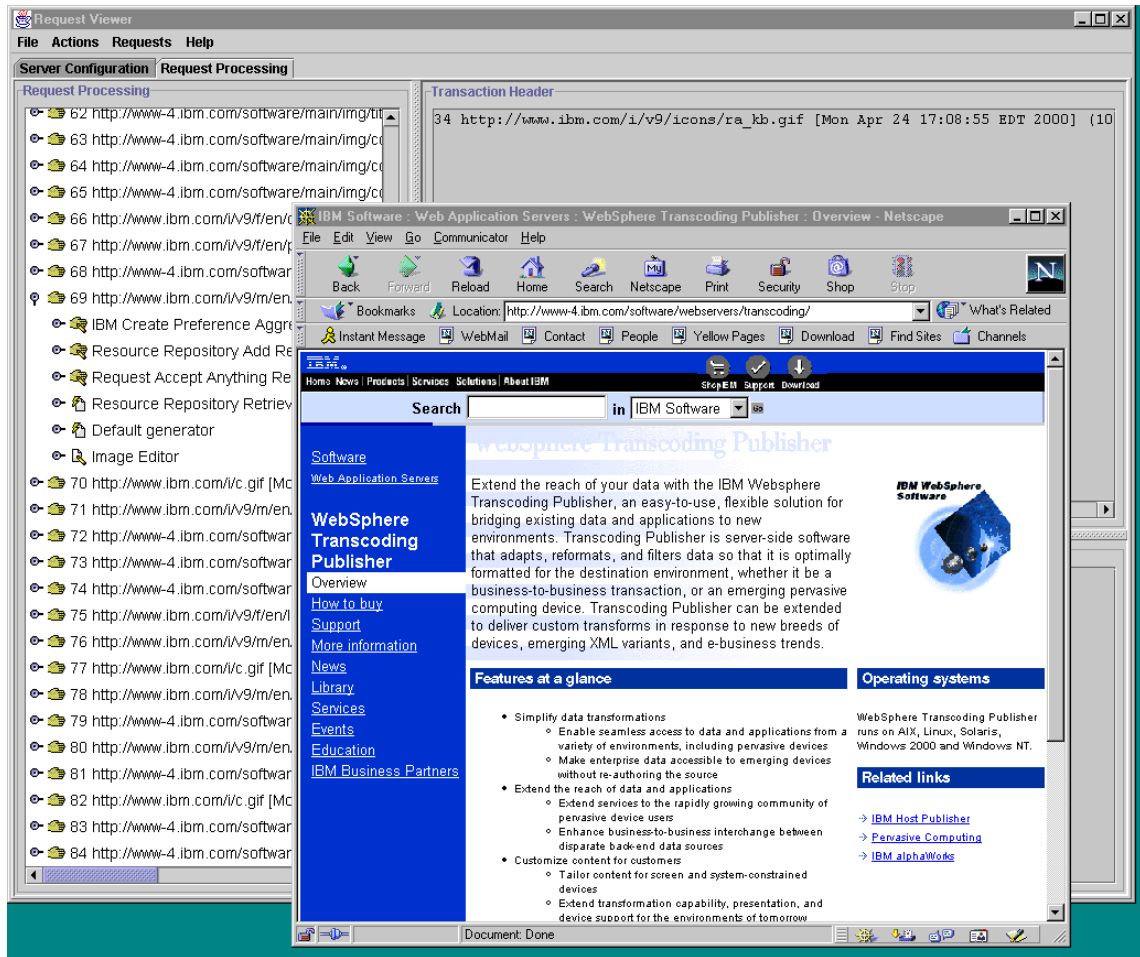 Request Viewer
File Actions Requests Help
Server Configuration Request Processing
Request Processing
62 http://www-4.ibm.com/software/main/img/tit
63 http://www-4.ibm.com/software/main/img/co
64 http://www-4.ibm.com/software/main/img/co
65 http://www-4.ibm.com/software/main/img/co
66 http://www.ibm.com/i/v9/f/en/c
67 http://www.ibm.com/i/v9/f/en/p
68 http://www-4.ibm.com/softwar
69 http://www.ibm.com/i/v9/m/en.
IBM Create Preference Aggre
Resource Repository Add Re
Request Accept Anything Re
Resource Repository Retriev
Default generator
Image Editor
70 http://www.ibm.com/i/c.gif [Mo
71 http://www.ibm.com/i/v9/m/en.
72 http://www-4.ibm.com/softwar
73 http://www-4.ibm.com/softwar
74 http://www-4.ibm.com/softwar
75 http://www.ibm.com/i/v9/f/en/l
76 http://www.ibm.com/i/v9/m/en.
77 http://www.ibm.com/i/c.gif [Mo
78 http://www.ibm.com/i/v9/m/en.
79 http://www-4.ibm.com/softwar
80 http://www.ibm.com/i/v9/m/en.
81 http://www-4.ibm.com/softwar
82 http://www.ibm.com/i/c.gif [Mo
83 http://www-4.ibm.com/softwar
84 http://www-4.ibm.com/softwar
Transaction Header
34 http://www.ibm.com/i/v9/icons/ra_kb.gif [Mon Apr 24 17:08:55 EDT 2000] (10
IBM Software : Web Application Servers : WebSphere Transcoding Publisher : Overview - Netscape
File Edit View Go Communicator Help
Back Forward Reload Home Search Netscape Print Security Shop Stop
My
N
Bookmarks Location: http://www-4.ibm.com/software/webservers/transcoding/ What's Related
Instant Message WebMail Contact People Yellow Pages Download Find Sites Channels
IBM
Home News | Products | Services Solutions | About IBM Shop IBM Support Download
Search in IBM Software Go
Software
Web Application Servers
WebSphere
Transcoding
Publisher
Overview
How to buy
Support
More information
News
Library
Services
Events
Education
IBM Business Partners
WebSphere Transcoding Publisher
Extend the reach of your data with the IBM Websphere
Transcoding Publisher, an easy-to-use, flexible solution for
bridging existing data and applications to new
environments. Transcoding Publisher is server-side software
that adapts, reformats, and filters data so that it is optimally
formatted for the destination environment, whether it be a
business-to-business transaction, or an emerging pervasive
computing device. Transcoding Publisher can be extended
to deliver custom transforms in response to new breeds of
devices, emerging XML variants, and e-business trends.
IBM WebSphere
Software
Features at a glance
Simplify data transformations
Enable seamless access to data and applications from a
variety of environments, including pervasive devices
Make enterprise data accessible to emerging devices
without re-authoring the source
Extend the reach of data and applications
Extend services to the rapidly growing community of
pervasive device users
Enhance business-to-business interchange between
disparate back-end data sources
Customize content for customers
Tailor content for screen and system-constrained
devices
Extend transformation capability, presentation, and
device support for the environments of tomorrow
Operating systems
WebSphere Transcoding Publisher
runs on AIX, Linux, Solaris,
Windows 2000 and Windows NT.
Related links
IBM Host Publisher
Pervasive Computing
IBM alphaWorks
Document: Done